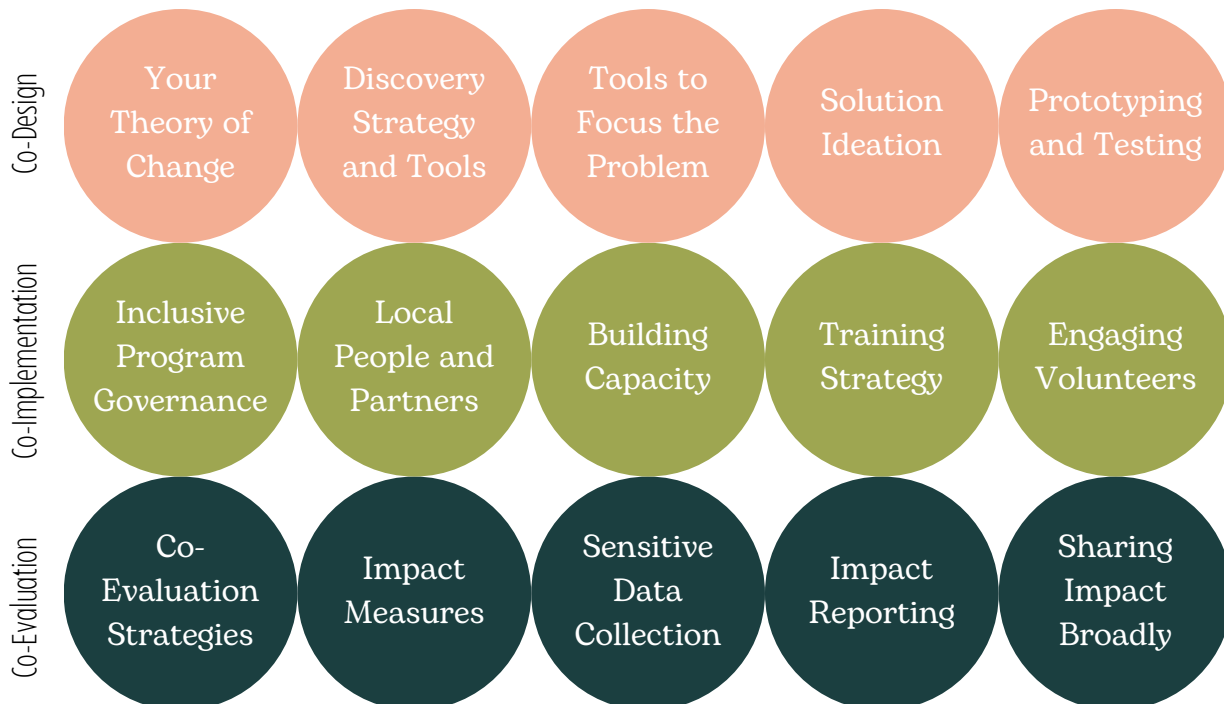 Co-Design
Your
Theory of
Change
Discovery
Strategy
and Tools
Tools to
Focus the
Problem
Solution
Ideation
Prototyping
and Testing
Co-Implementation
Inclusive
Program
Governance
Local
People and
Partners
Building
Capacity
Training
Strategy
Engaging
Volunteers
Co-Evaluation
Co-
Evaluation
Strategies
Impact
Measures
Sensitive
Data
Collection
Impact
Reporting
Sharing
Impact
Broadly